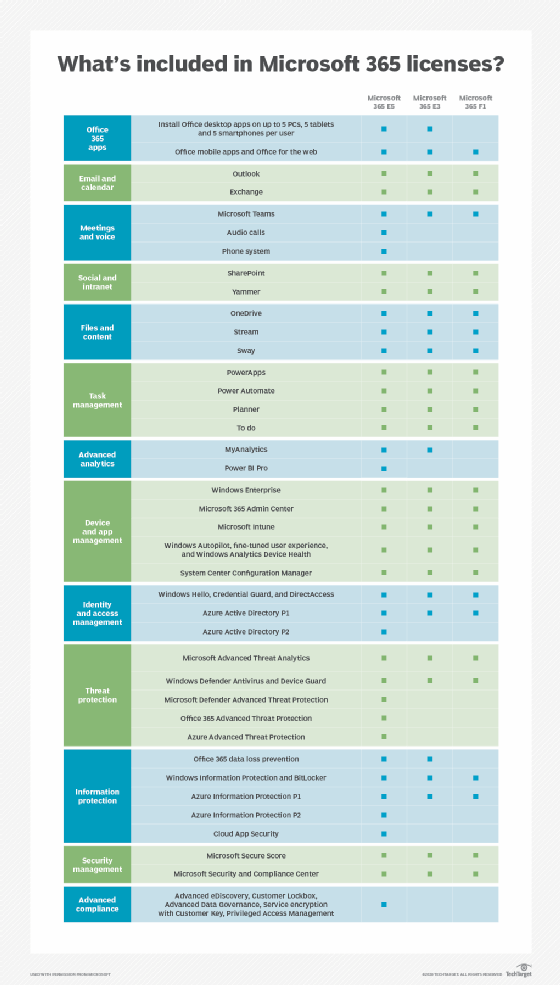 What's included in Microsoft 365 licenses?
Microsoft
365 E5
Microsoft
365 E3
Microsoft
365 F1
Office
365
apps
Install Office desktop apps on up to 5 PCs, 5 tablets
and 5 smartphones per user
Office mobile apps and Office for the web
Email and
calendar
Outlook
Exchange
Meetings
and voice
Microsoft Teams
Audio calls
Phone system
Social and
intranet
SharePoint
Yammer
Files and
content
OneDrive
Stream
Sway
Task
management
PowerApps
Power Automate
Planner
To do
Advanced
analytics
MyAnalytics
Power BI Pro
Device
and app
management
Windows Enterprise
Microsoft 365 Admin Center
Microsoft Intune
Windows Autopilot, fine-tuned user experience,
and Windows Analytics Device Health
System Center Configuration Manager
Identity
and access
management
Windows Hello, Credential Guard, and DirectAccess
Azure Active Directory P1
Azure Active Directory P2
Threat
protection
Microsoft Advanced Threat Analytics
Windows Defender Antivirus and Device Guard
Microsoft Defender Advanced Threat Protection
Office 365 Advanced Threat Protection
Azure Advanced Threat Protection
Information
protection
Office 365 data loss prevention
Windows Information Protection and BitLocker
Azure Information Protection P1
Azure Information Protection P2
Cloud App Security
Security
management
Microsoft Secure Score
Microsoft Security and Compliance Center
Advanced
compliance
Advanced eDiscovery, Customer Lockbox,
Advanced Data Governance, Service encryption
with Customer Key, Privileged Access Management
TechTarget